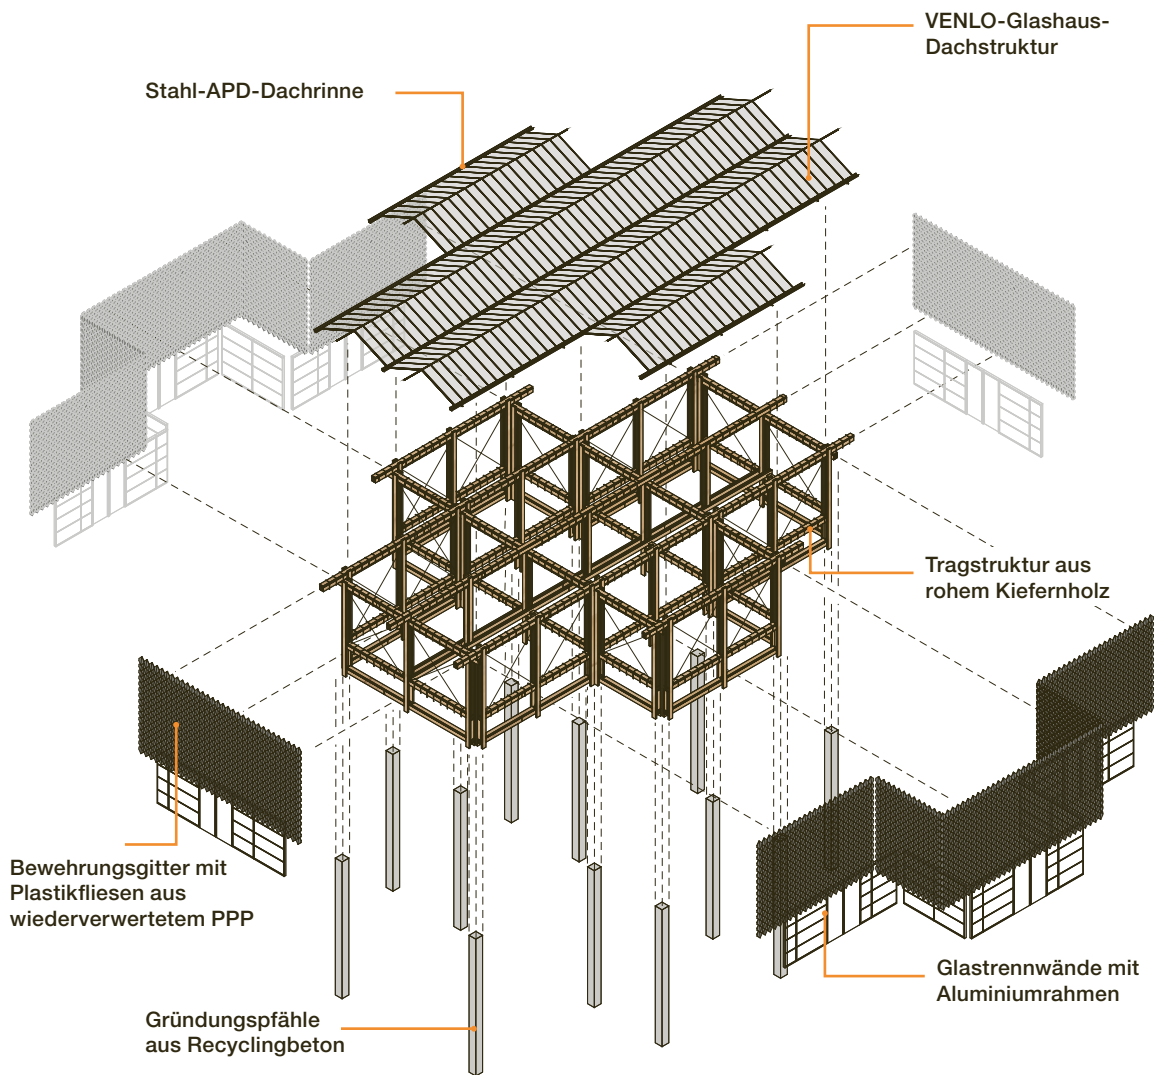 VENLO-Glashaus-
Dachstruktur
Stahl-APD-Dachrinne
Tragstruktur aus
rohem Kiefernholz
Bewehrungsgitter mit
Plastikfliesen aus
wiederverwertetem PPP
Glastrennwände mit
Aluminiumrahmen
Gründungspfähle
aus Recyclingbeton